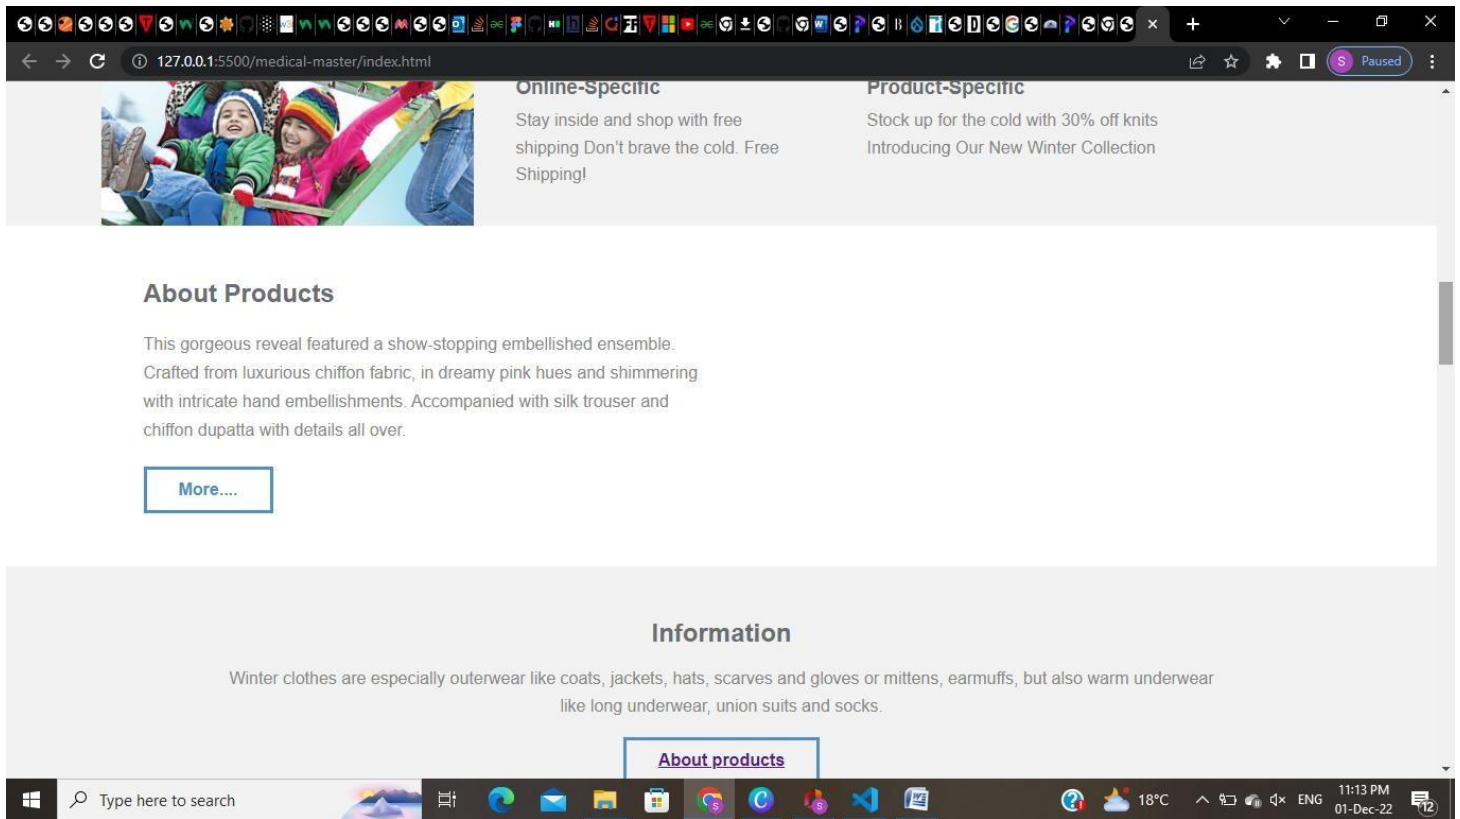 127.0.0.1:5500/medical-master/index.html
S Paused
Online-Specific
Stay inside and shop with free
shipping Don't brave the cold. Free
Shipping!
Product-Specific
Stock up for the cold with 30% off knits
Introducing Our New Winter Collection
About Products
This gorgeous reveal featured a show-stopping embellished ensemble.
Crafted from luxurious chiffon fabric, in dreamy pink hues and shimmering
with intricate hand embellishments. Accompanied with silk trouser and
chiffon dupatta with details all over.
More....
Information
Winter clothes are especially outerwear like coats, jackets, hats, scarves and gloves or mittens, earmuffs, but also warm underwear
like long underwear, union suits and socks.
About products
Type here to search
18°C
ENG
11:13 PM
01-Dec-22
12